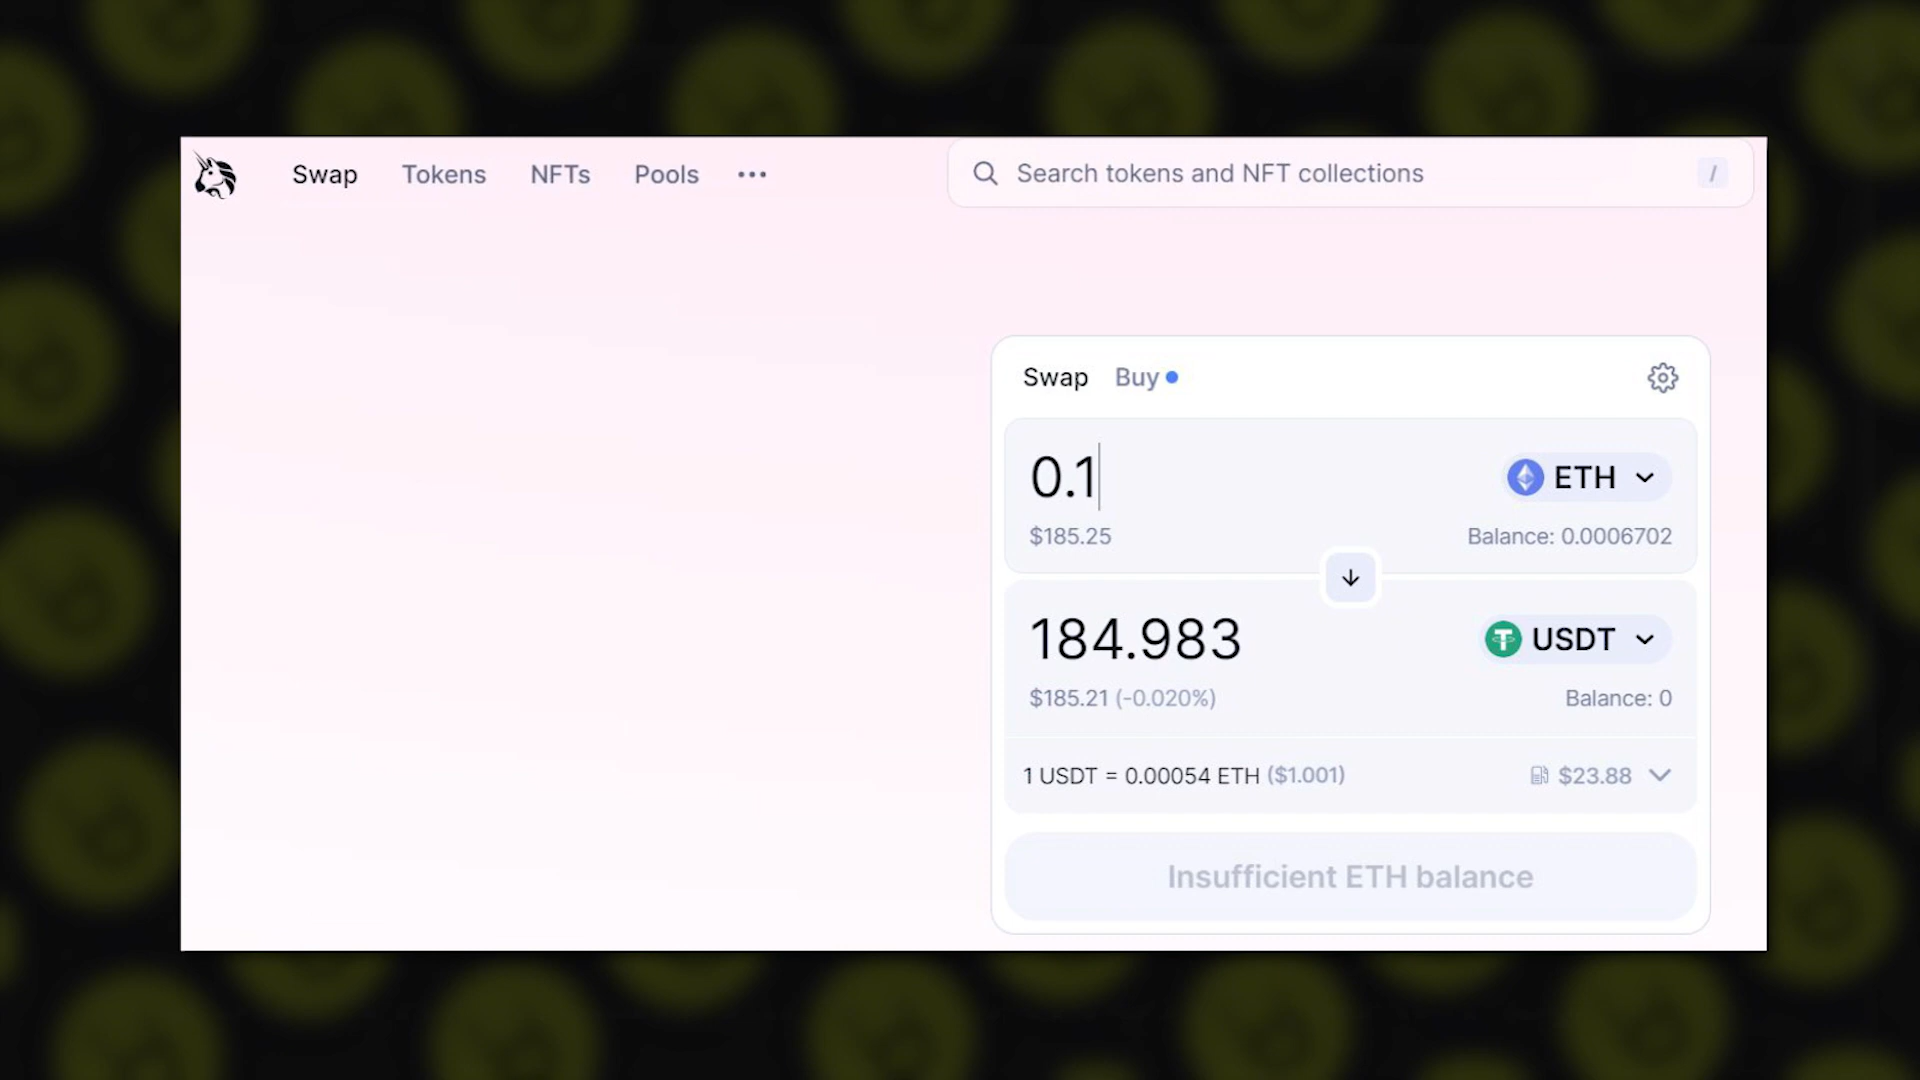 Swap Tokens NFTs Pools ...
Search tokens and NFT collections /
Swap Buy
0.1 ETH
$185.25 Balance: 0.0006702
184.983 USDT
$185.21 (-0.020%) Balance: 0
1 USDT = 0.00054 ETH ($1.001) $23.88
Insufficient ETH balance